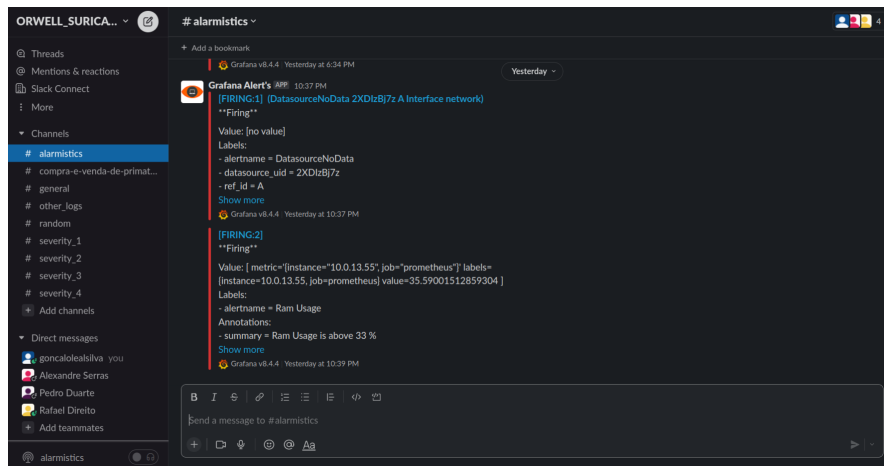 ORWELL_SURICA...
Threads
Mentions & reactions
Slack Connect
More
Channels
# alarmistics
# compra-e-venda-de-primat...
# general
# other_logs
# random
# severity_1
# severity_2
# severity_3
# severity_4
+ Add channels
Direct messages
goncalolealsilva you
Alexandre Serras
Pedro Duarte
Rafael Direito
+ Add teammates
alarmistics
# alarmistics
4
+ Add a bookmark
Grafana v8.4.4 Yesterday at 6:34 PM
Yesterday
Grafana Alert's APP 10:37 PM
[FIRING:1] (DatasourceNoData 2XDIzBj7z A Interface network)
**Firing**
Value: [no value]
Labels:
- alertname = DatasourceNoData
- datasource_uid = 2XDIzBj7z
- ref_id = A
Show more
Grafana v8.4.4 Yesterday at 10:37 PM
[FIRING:2]
**Firing**
Value: [ metric='{instance="10.0.13.55", job="prometheus"}' labels=
{instance=10.0.13.55, job=prometheus} value=35.59001512859304 ]
Labels:
- alertname = Ram Usage
Annotations:
- summary = Ram Usage is above 33 %
Show more
Grafana v8.4.4 Yesterday at 10:39 PM
B I S
Send a message to #alarmistics
+ @ Aa